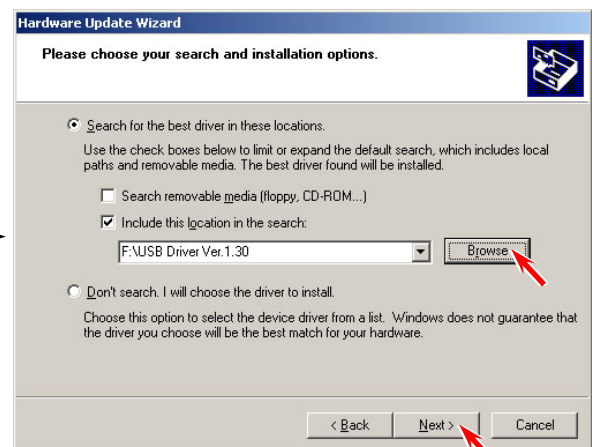 Hardware Update Wizard
Please choose your search and installation options.
Search for the best driver in these locations.
Use the check boxes below to limit or expand the default search, which includes local
paths and removable media. The best driver found will be installed.
Search removable media (floppy, CD-ROM...)
Include this location in the search:
F:\USB Driver Ver.1.30
Browse
Don't search. I will choose the driver to install.
Choose this option to select the device driver from a list. Windows does not guarantee that
the driver you choose will be the best match for your hardware.
< Back Next > Cancel